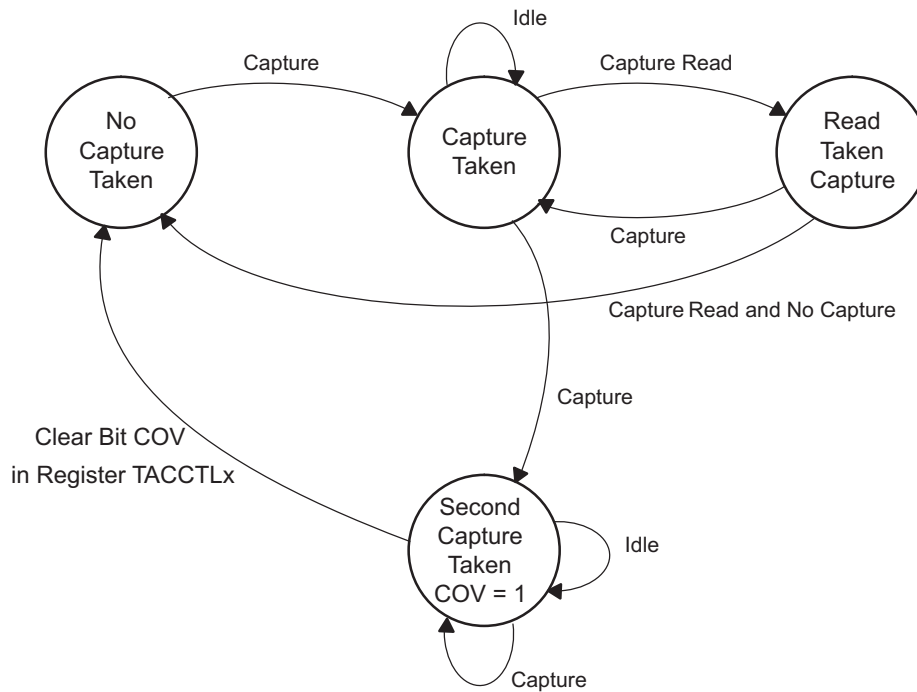 Idle
Capture
Capture Read
No
Capture
Taken
Capture
Taken
Read
Taken
Capture
Capture
Capture Read and No Capture
Capture
Clear Bit COV
in Register TACCTLx
Second
Capture
Taken
COV = 1
Idle
Capture